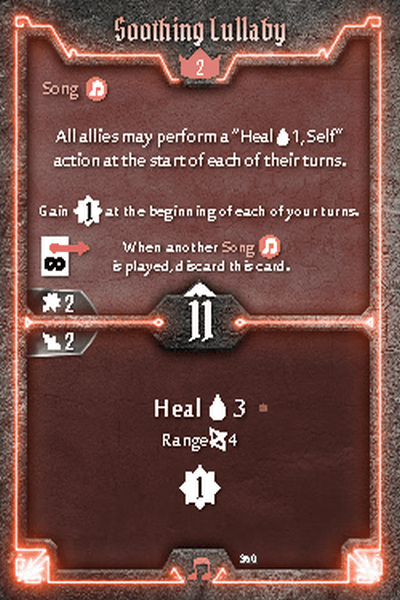 Soothing Lullaby
2
Song
All allies may perform a "Heal 1, Self"
action at the start of each of their turns.
Gain 1 at the beginning of each of your turns.
When another Song
is played, discard this card.
2
11
2
Heal 3
Range 4
1
360